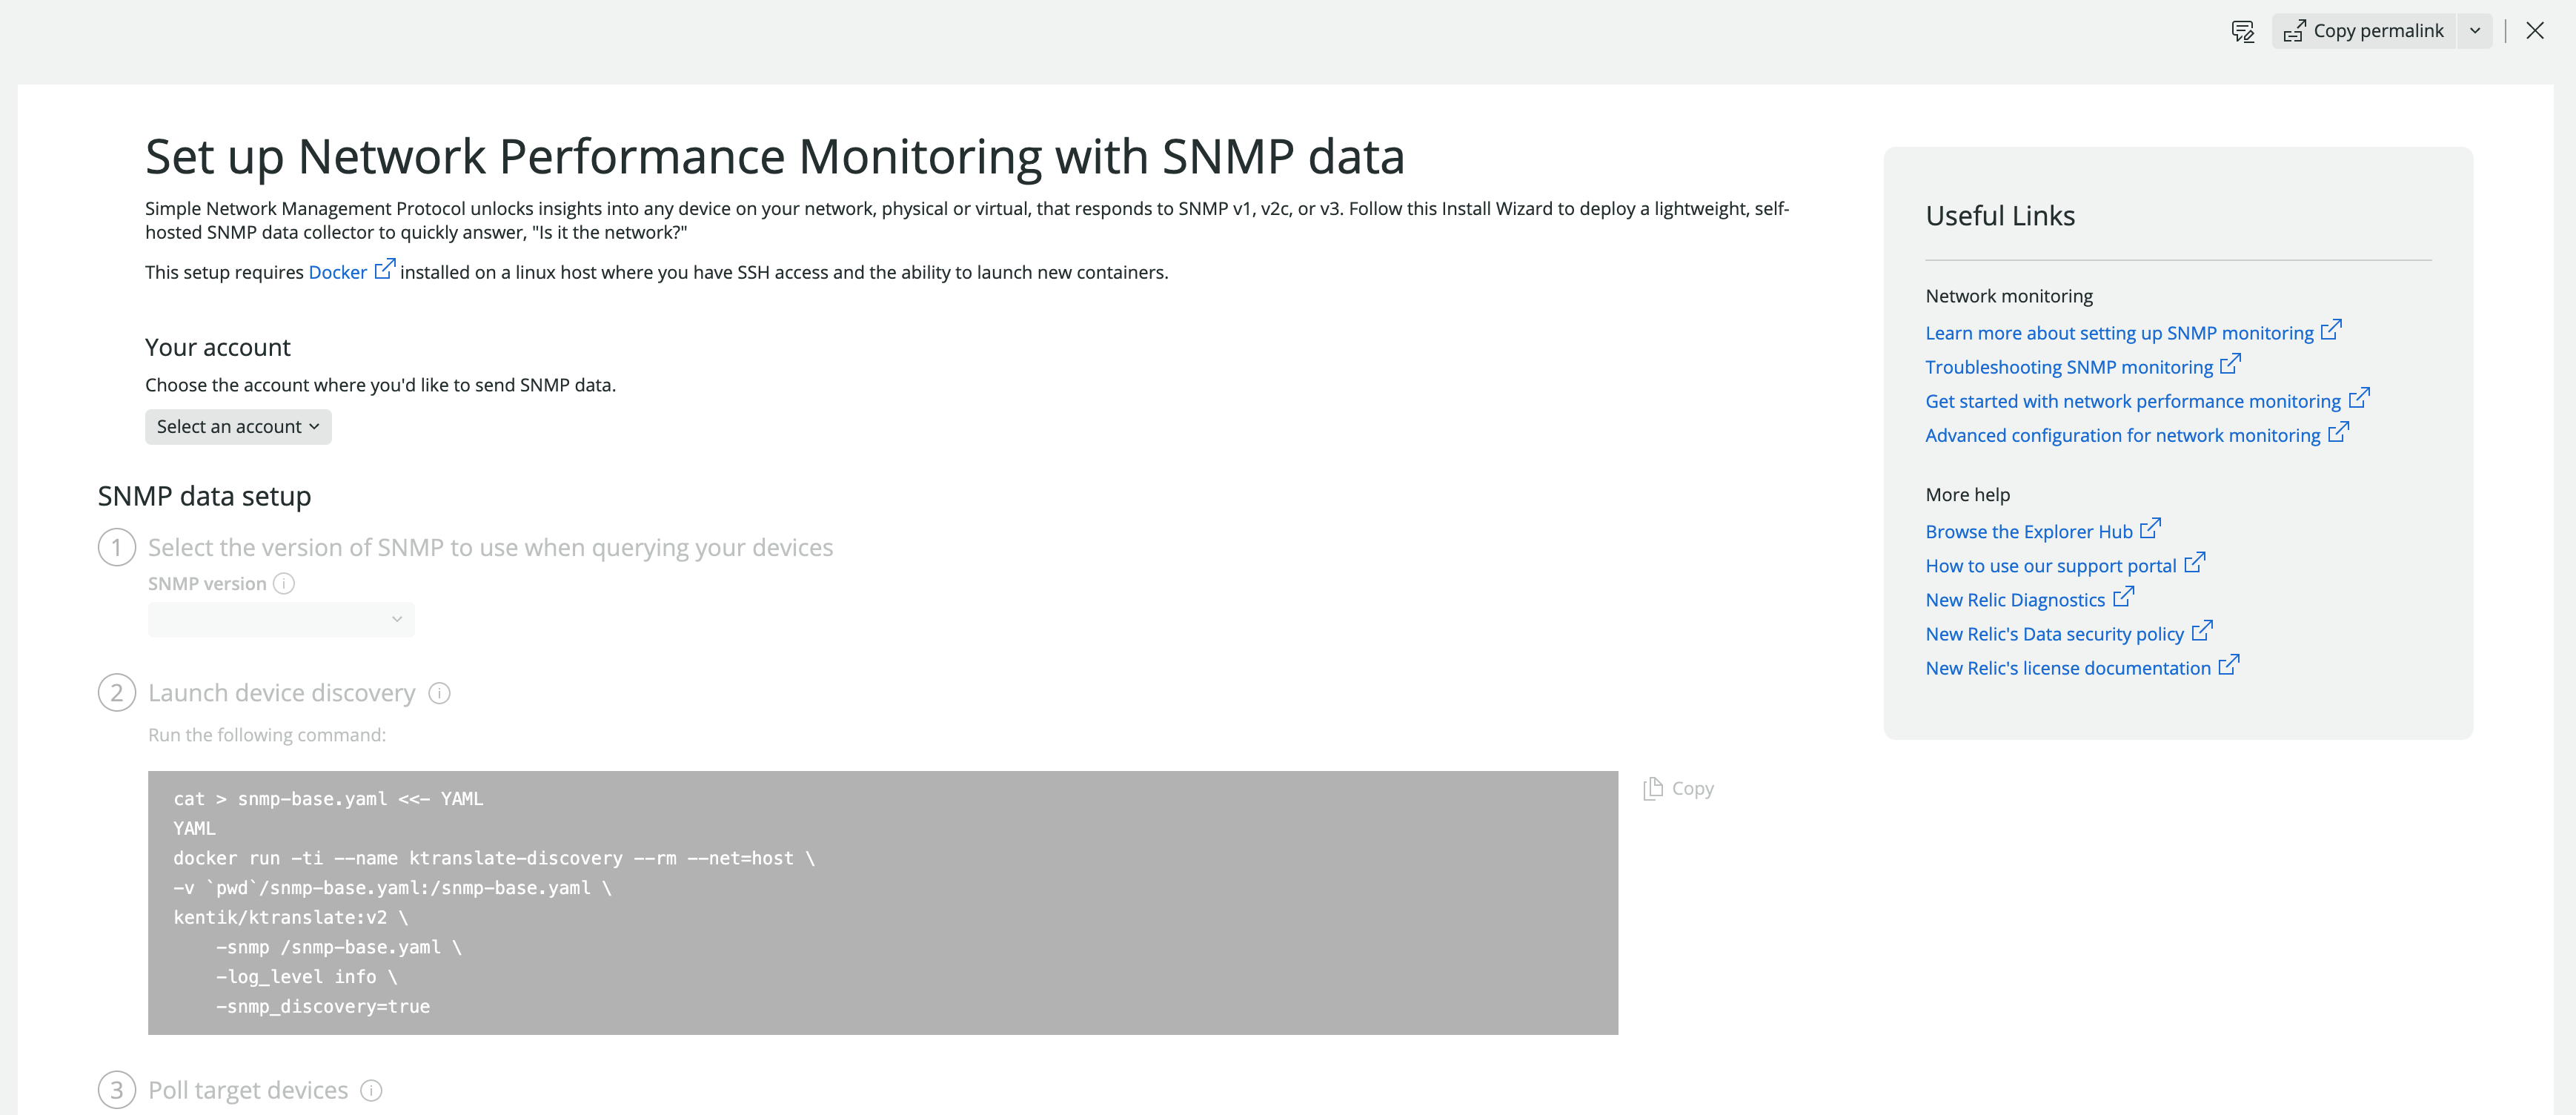 Copy permalink
Set up Network Performance Monitoring with SNMP data
Simple Network Management Protocol unlocks insights into any device on your network, physical or virtual, that responds to SNMP v1, v2c, or v3. Follow this Install Wizard to deploy a lightweight, self-
hosted SNMP data collector to quickly answer, "Is it the network?"
This setup requires Docker installed on a linux host where you have SSH access and the ability to launch new containers.
Your account
Choose the account where you'd like to send SNMP data.
Select an account
SNMP data setup
1 Select the version of SNMP to use when querying your devices
SNMP version
2 Launch device discovery
Run the following command:
cat > snmp-base.yaml <<- YAML
YAML
docker run -ti --name ktranslate-discovery --rm --net=host \
-v `pwd`/snmp-base.yaml:/snmp-base.yaml \
kentik/ktranslate:v2 \
    -snmp /snmp-base.yaml \
    -log_level info \
    -snmp_discovery=true
Copy
3 Poll target devices
Useful Links
Network monitoring
Learn more about setting up SNMP monitoring
Troubleshooting SNMP monitoring
Get started with network performance monitoring
Advanced configuration for network monitoring
More help
Browse the Explorer Hub
How to use our support portal
New Relic Diagnostics
New Relic's Data security policy
New Relic's license documentation